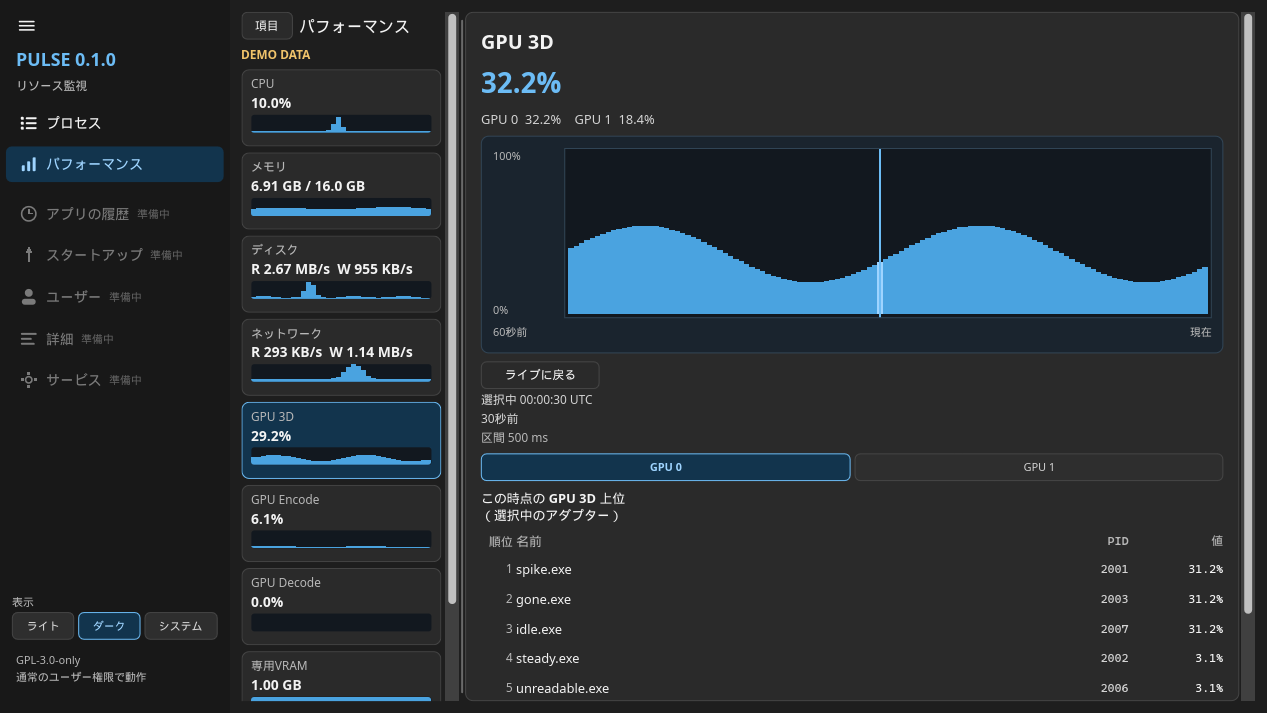 PULSE 0.1.0
リソース監視
プロセス
パフォーマンス
アプリの履歴 準備中
スタートアップ 準備中
ユーザー 準備中
詳細 準備中
サービス 準備中
表示
ライト ダーク システム
GPL-3.0-only
通常のユーザー権限で動作
項目 パフォーマンス
DEMO DATA
CPU
10.0%
メモリ
6.91 GB / 16.0 GB
ディスク
R 2.67 MB/s W 955 KB/s
ネットワーク
R 293 KB/s W 1.14 MB/s
GPU 3D
29.2%
GPU Encode
6.1%
GPU Decode
0.0%
専用VRAM
1.00 GB
GPU 3D
32.2%
GPU 0 32.2% GPU 1 18.4%
100%
0%
60秒前 現在
ライブに戻る
選択中 00:00:30 UTC
30秒前
区間 500 ms
GPU 0 GPU 1
この時点の GPU 3D 上位
（選択中のアダプター）
順位 名前 PID 値
1 spike.exe 2001 31.2%
2 gone.exe 2003 31.2%
3 idle.exe 2007 31.2%
4 steady.exe 2002 3.1%
5 unreadable.exe 2006 3.1%